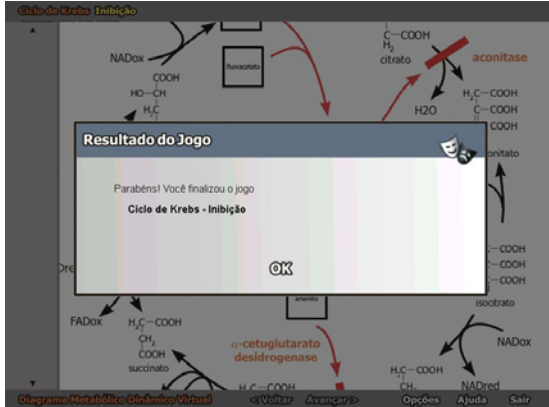 Ciclo de Krebs Inibição
NADox
fluoracetato
COOH
HO—CH
H₂C
C—COOH
H₂
citrato
aconitase
H2O
H₂C—COOH
C—COOH
COOH
onitato
Resultado do Jogo
Parabéns! Você finalizou o jogo
Ciclo de Krebs - Inibição
OK
C—COOH
C—COOH
COOH
isocitrato
FADox
H₂C—COOH
CH₂
COOH
succinato
arsenito
α-cetuglutarato
desidrogenase
NADox
H₂C—COOH
CH₂
NADred
H C—COOH
Diagrama Metabólico Dinâmico Virtual
<Voltar
Avançar>
Opções
Ajuda
Sair